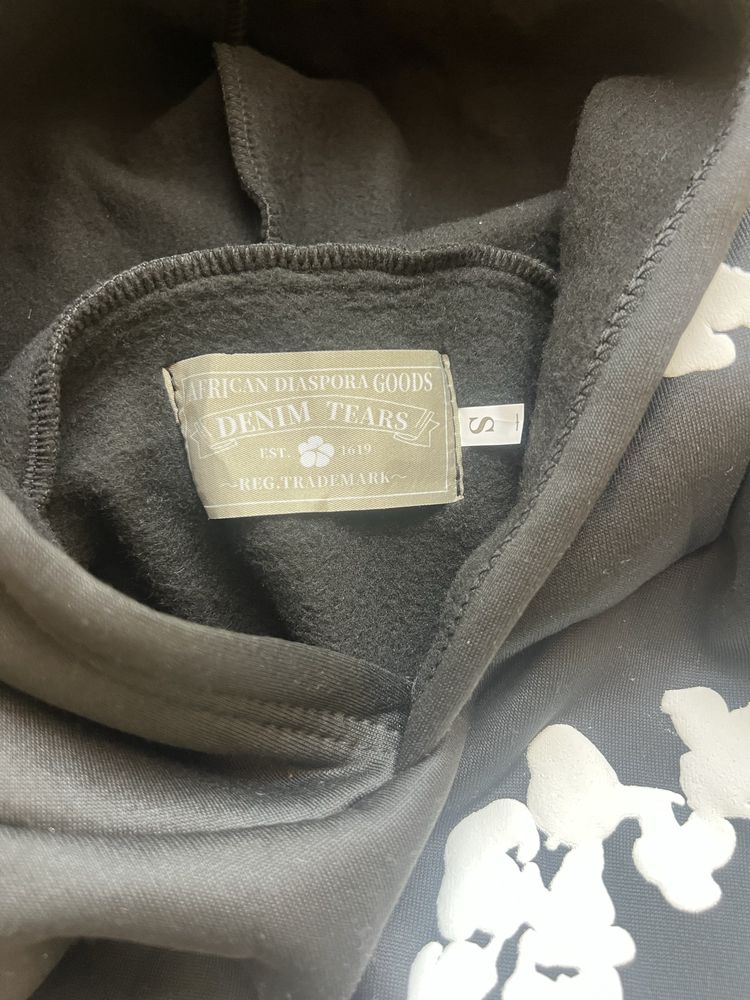 AFRICAN DIASPORA GOODS
DENIM TEARS
EST. 1619
~REG.TRADEMARK~
S